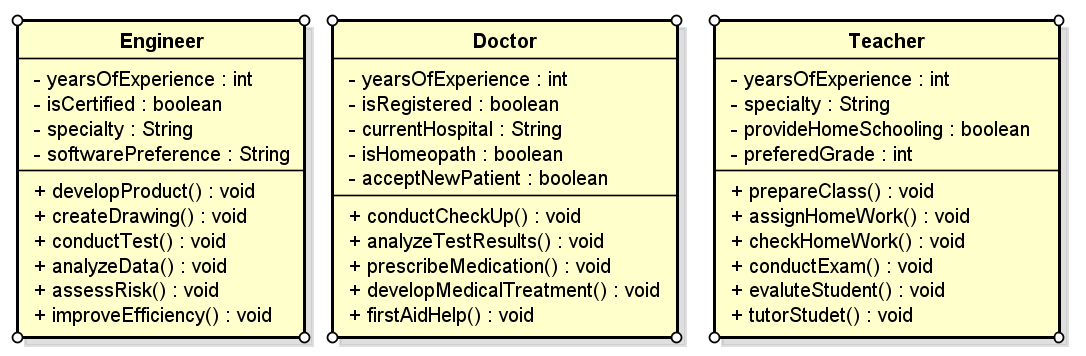 Engineer
- yearsOfExperience : int
- isCertified : boolean
- specialty : String
- softwarePreference : String
+ developProduct() : void
+ createDrawing() : void
+ conductTest() : void
+ analyzeData() : void
+ assessRisk() : void
+ improveEfficiency() : void
Doctor
- yearsOfExperience : int
- isRegistered : boolean
- currentHospital : String
- isHomeopath : boolean
- acceptNewPatient : boolean
+ conductCheckUp() : void
+ analyzeTestResults() : void
+ prescribeMedication() : void
+ developMedicalTreatment() : void
+ firstAidHelp() : void
Teacher
- yearsOfExperience : int
- specialty : String
- provideHomeSchooling : boolean
- preferedGrade : int
+ prepareClass() : void
+ assignHomeWork() : void
+ checkHomeWork() : void
+ conductExam() : void
+ evaluteStudent() : void
+ tutorStudet() : void